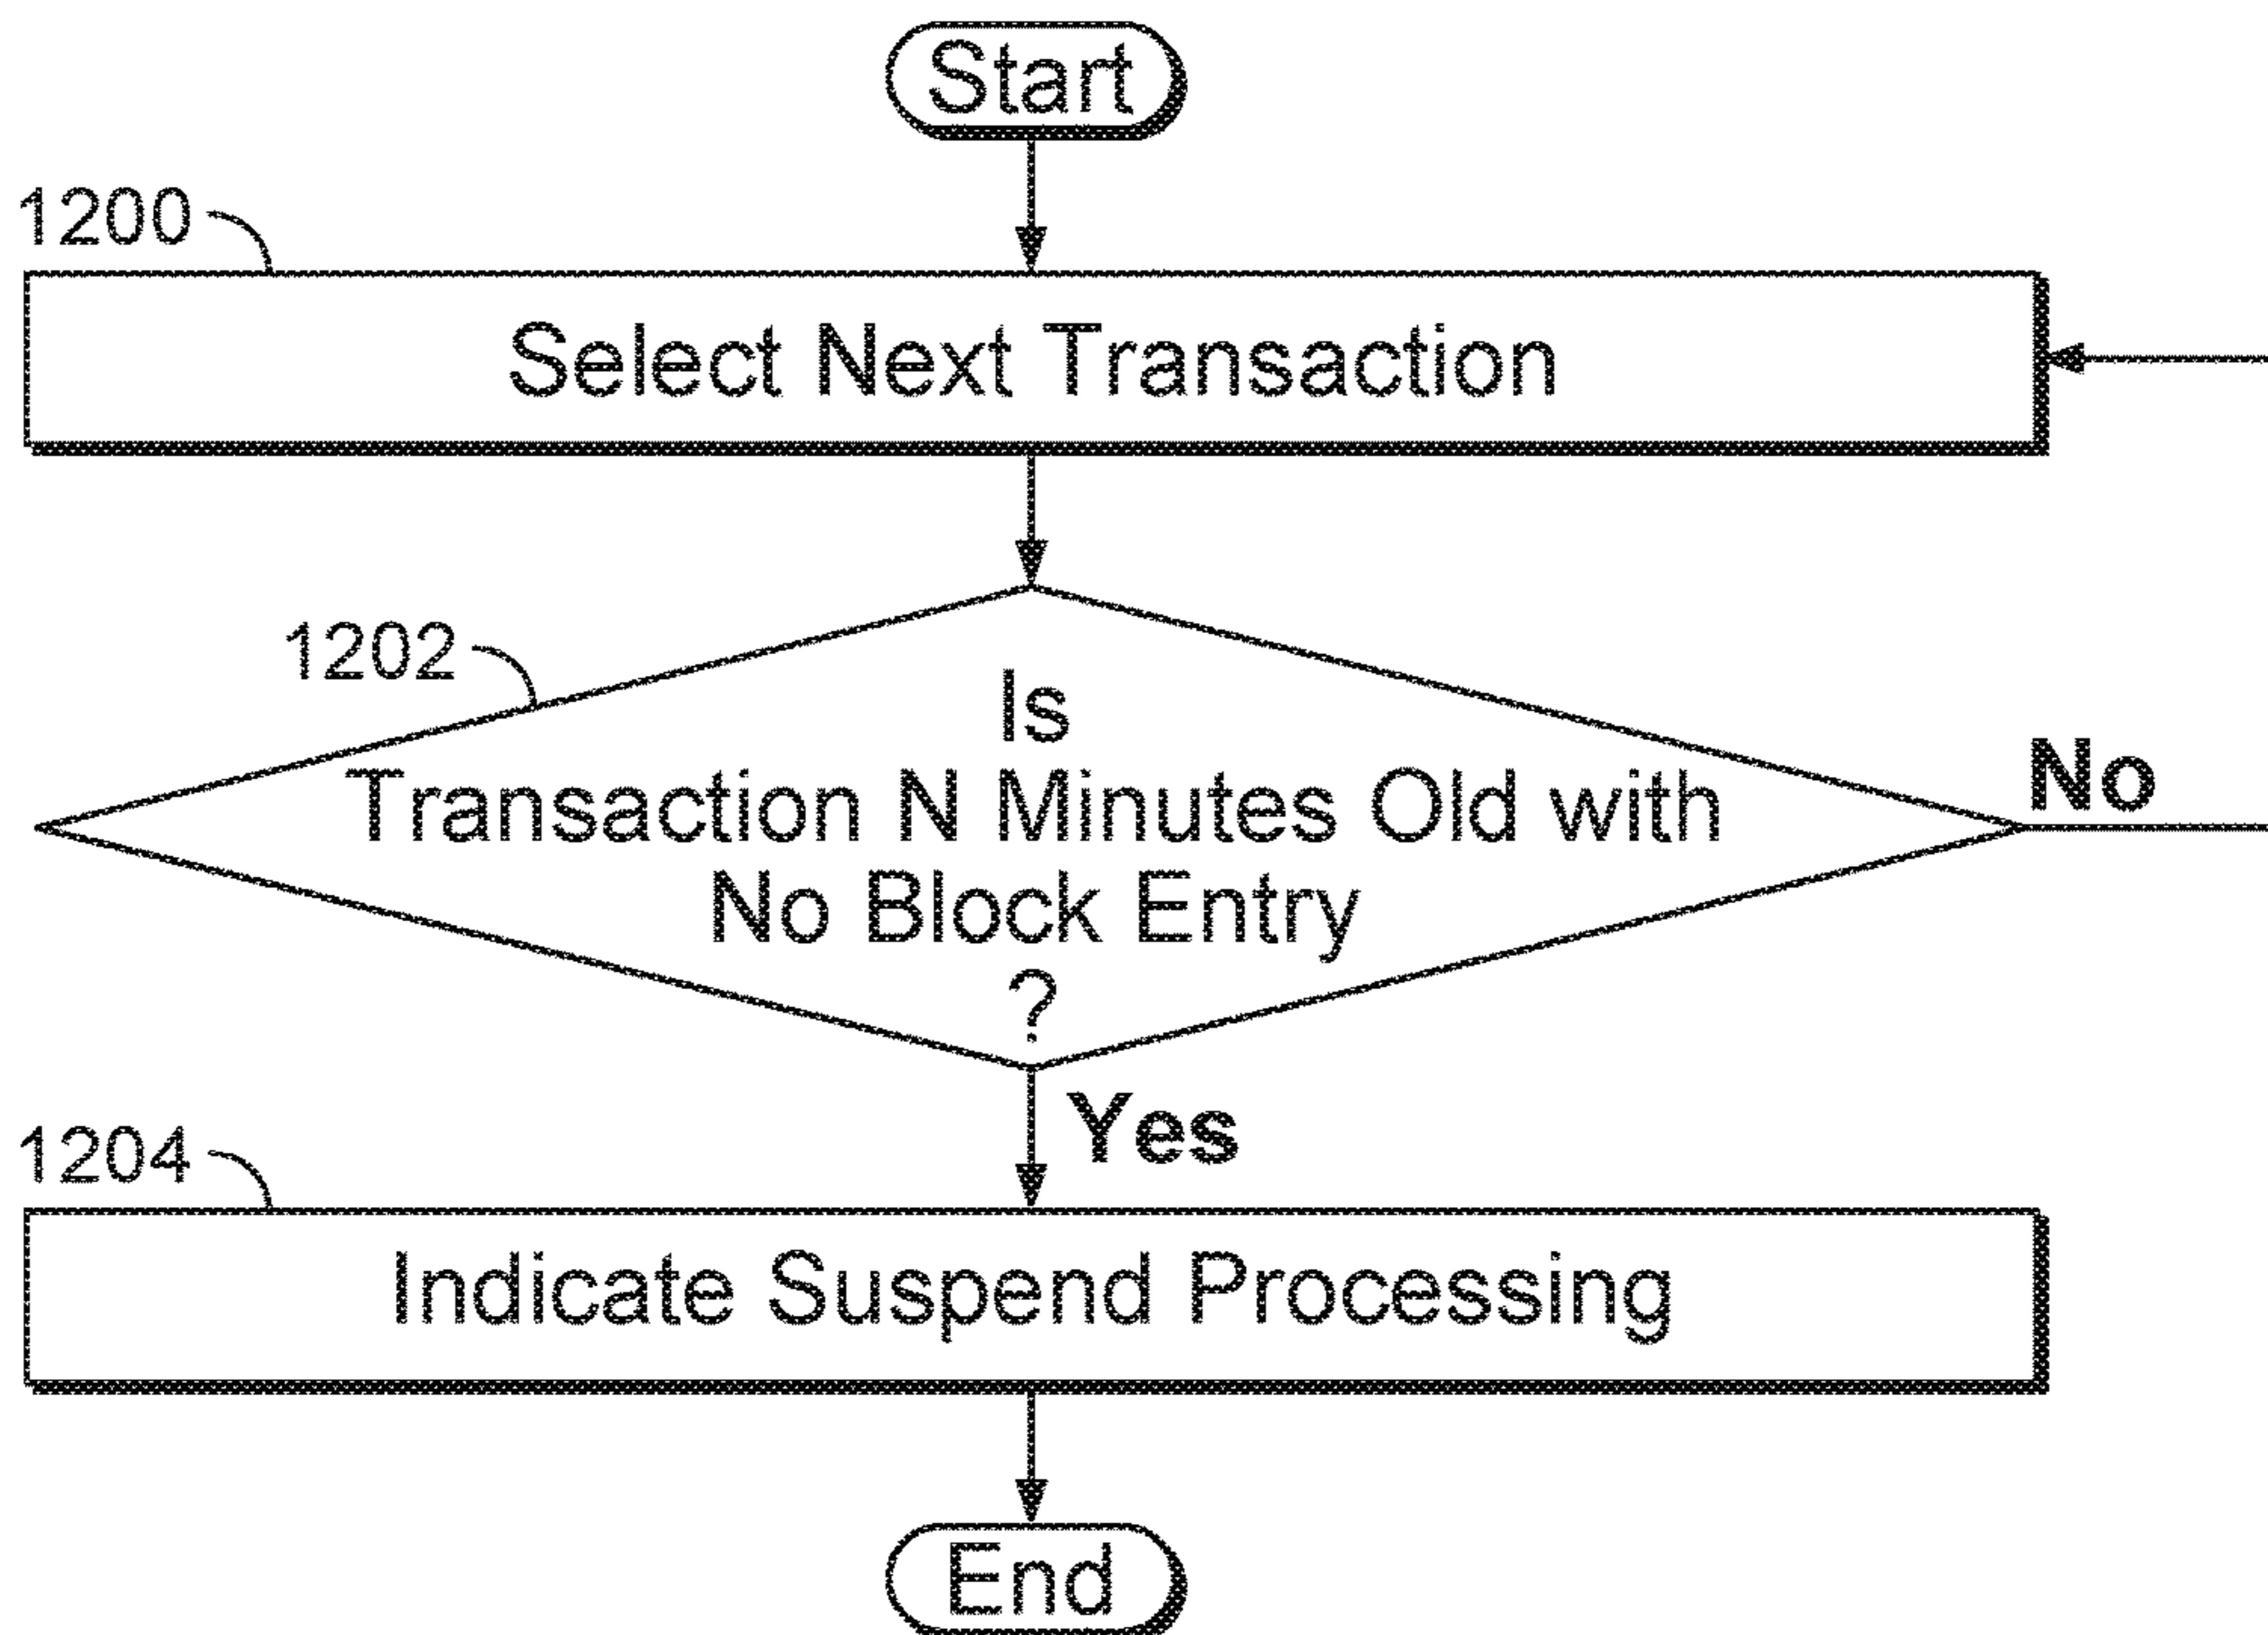 Start
1200
Select Next Transaction
1202
Is
Transaction N Minutes Old with
No Block Entry
?
No
Yes
1204
Indicate Suspend Processing
End